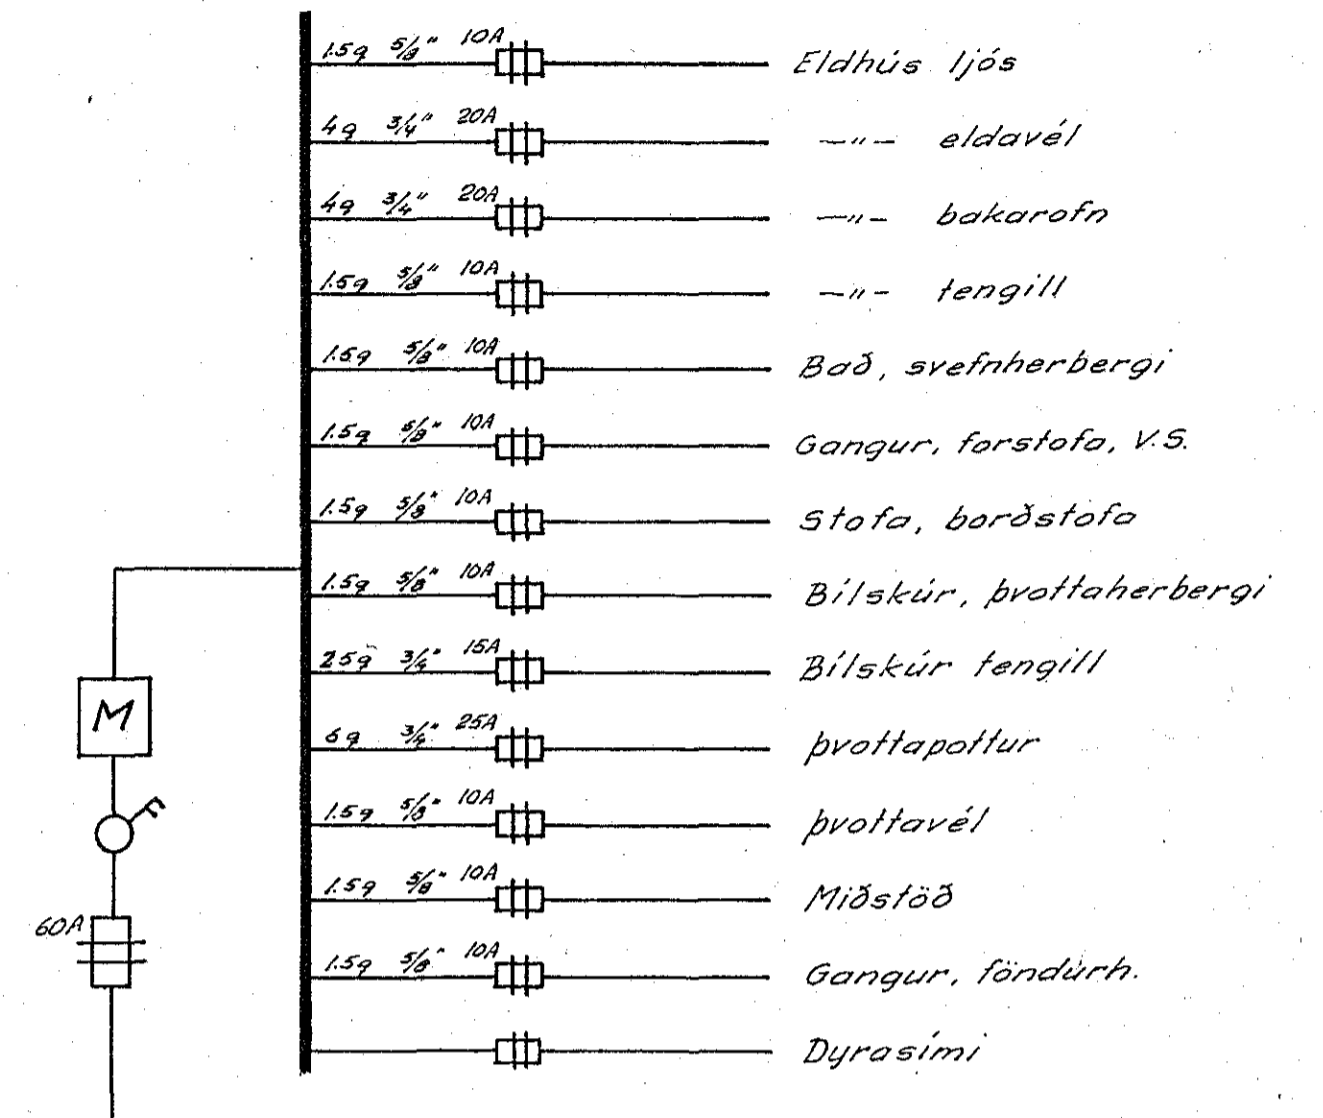 1.5q 5/8" 10A Eldhús ljós
4q 3/4" 20A —"— eldavél
4q 3/4" 20A —"— bakarofn
1.5q 5/8" 10A —"— tengill
1.5q 5/8" 10A Bað, svefnherbergi
1.5q 5/8" 10A Gangur, forstofa, V.S.
1.5q 5/8" 10A Stofa, borðstofa
1.5q 5/8" 10A Bílskúr, þvottaherbergi
2.5q 3/4" 15A Bílskúr tengill
M
6q 3/4" 25A þvottapottur
1.5q 5/8" 10A þvottavél
1.5q 5/8" 10A Miðstöð
60A
1.5q 5/8" 10A Gangur, föndurh.
Dyrasími